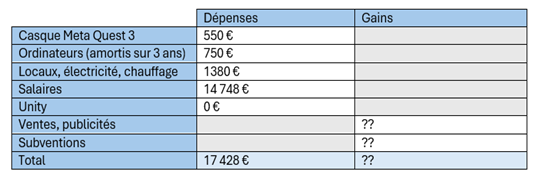 Dépenses Gains
Casque Meta Quest 3 550 €
Ordinateurs (amortis sur 3 ans) 750 €
Locaux, électricité, chauffage 1380 €
Salaires 14 748 €
Unity 0 €
Ventes, publicités ??
Subventions ??
Total 17 428 € ??